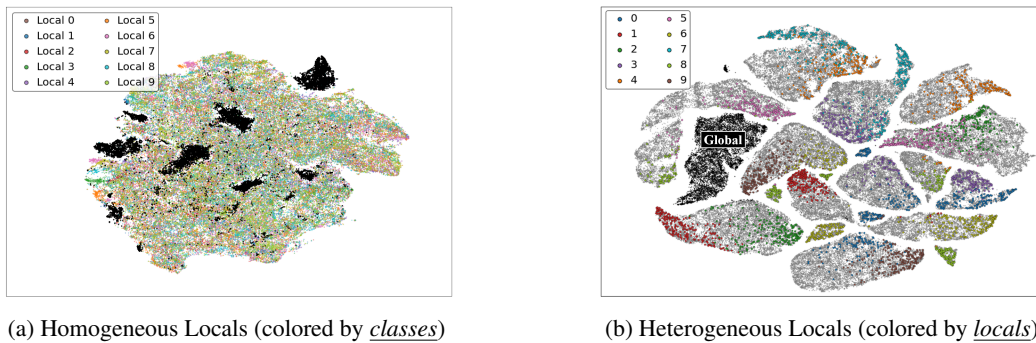 Local 0 Local 5
Local 1 Local 6
Local 2 Local 7
Local 3 Local 8
Local 4 Local 9
0 5
1 6
2 7
3 8
4 9
Global
(a) Homogeneous Locals (colored by classes)
(b) Heterogeneous Locals (colored by locals)